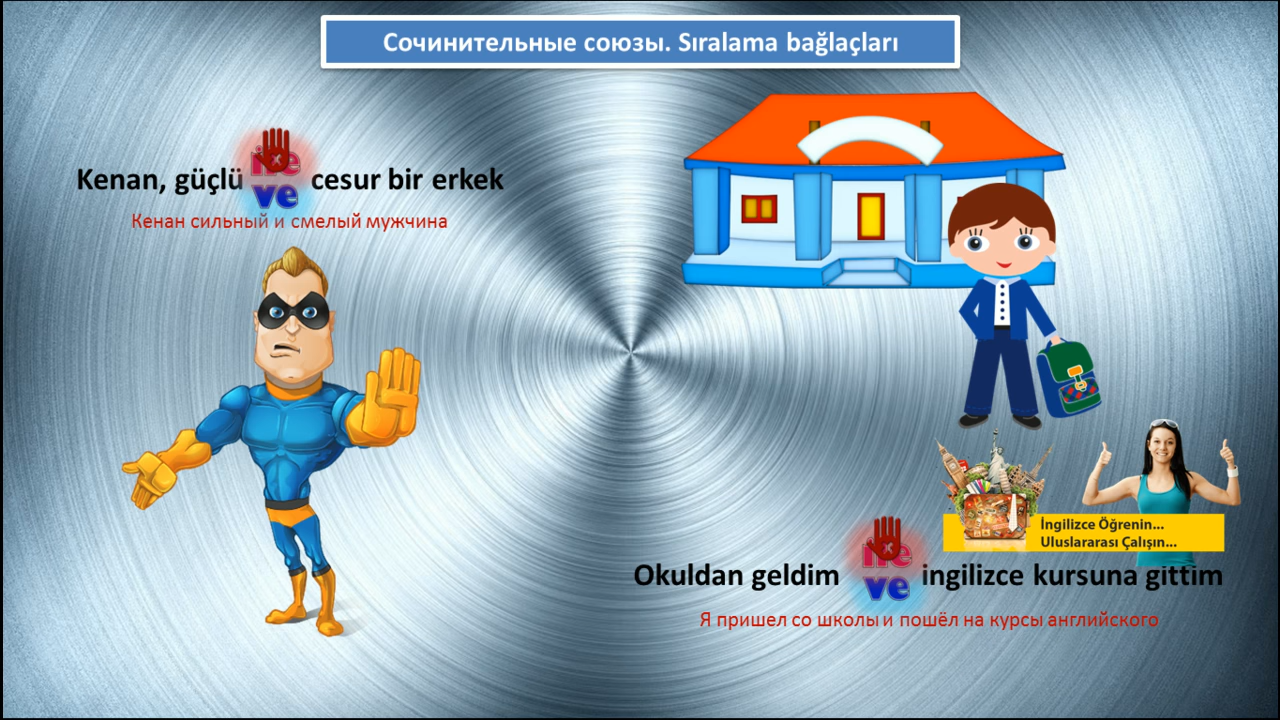 Сочинительные союзы. Sıralama bağlaçları
Kenan, güçlü ile ve cesur bir erkek
Кенан сильный и смелый мужчина
İngilizce Öğrenin...
Uluslararası Çalışın...
Okuldan geldim ile ve ingilizce kursuna gittim
Я пришел со школы и пошёл на курсы английского